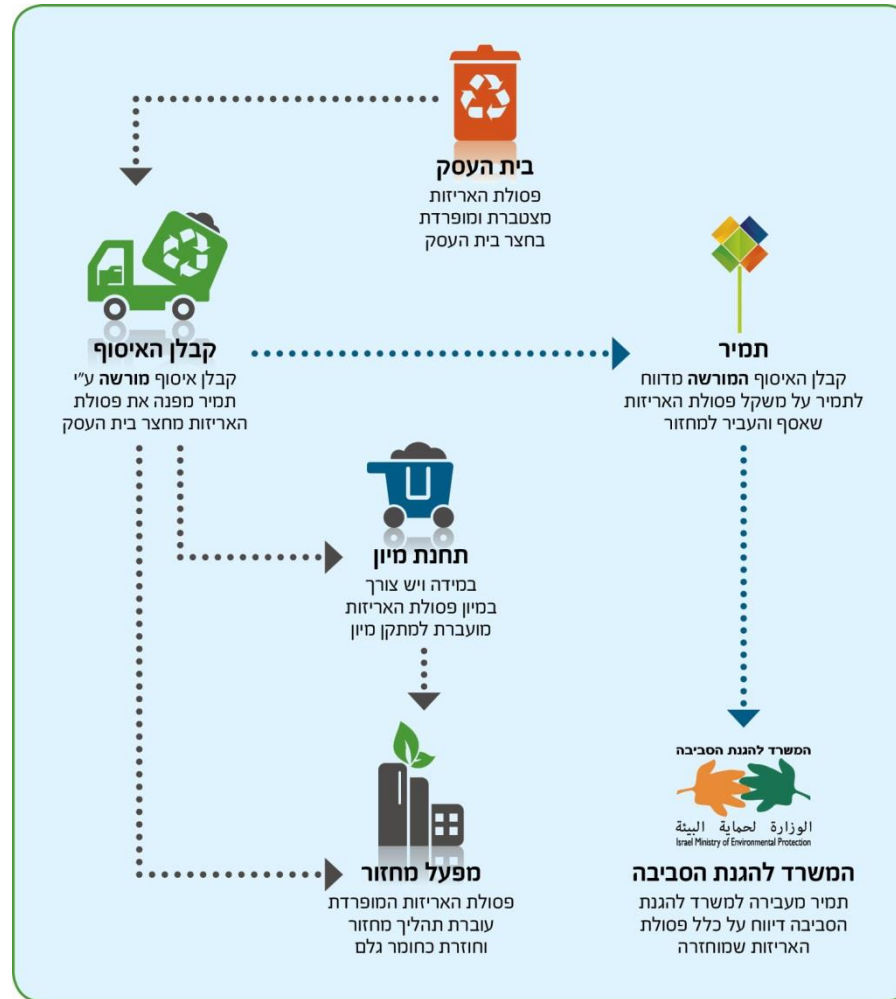 בית העסק
פסולת האריזות
מצטברת ומופרדת
בחצר בית העסק
קבלן האיסוף
קבלן איסוף מורשה ע״י
תמיר מפנה את פסולת
האריזות מחצר בית העסק
תמיר
קבלן האיסוף המורשה מדווח
לתמיר על משקל פסולת האריזות
שאסף והעביר למחזור
תחנת מיון
במידה ויש צורך
במיון פסולת האריזות
מועברת למתקן מיון
מפעל מחזור
פסולת האריזות המופרדת
עוברת תהליך מחזור
וחוזרת כחומר גלם
המשרד להגנת הסביבה
الوزارة لحماية البيئة
Israel Ministry of Environmental Protection
המשרד להגנת הסביבה
תמיר מעבירה למשרד להגנת
הסביבה דיווח על כלל פסולת
האריזות שמוחזרה